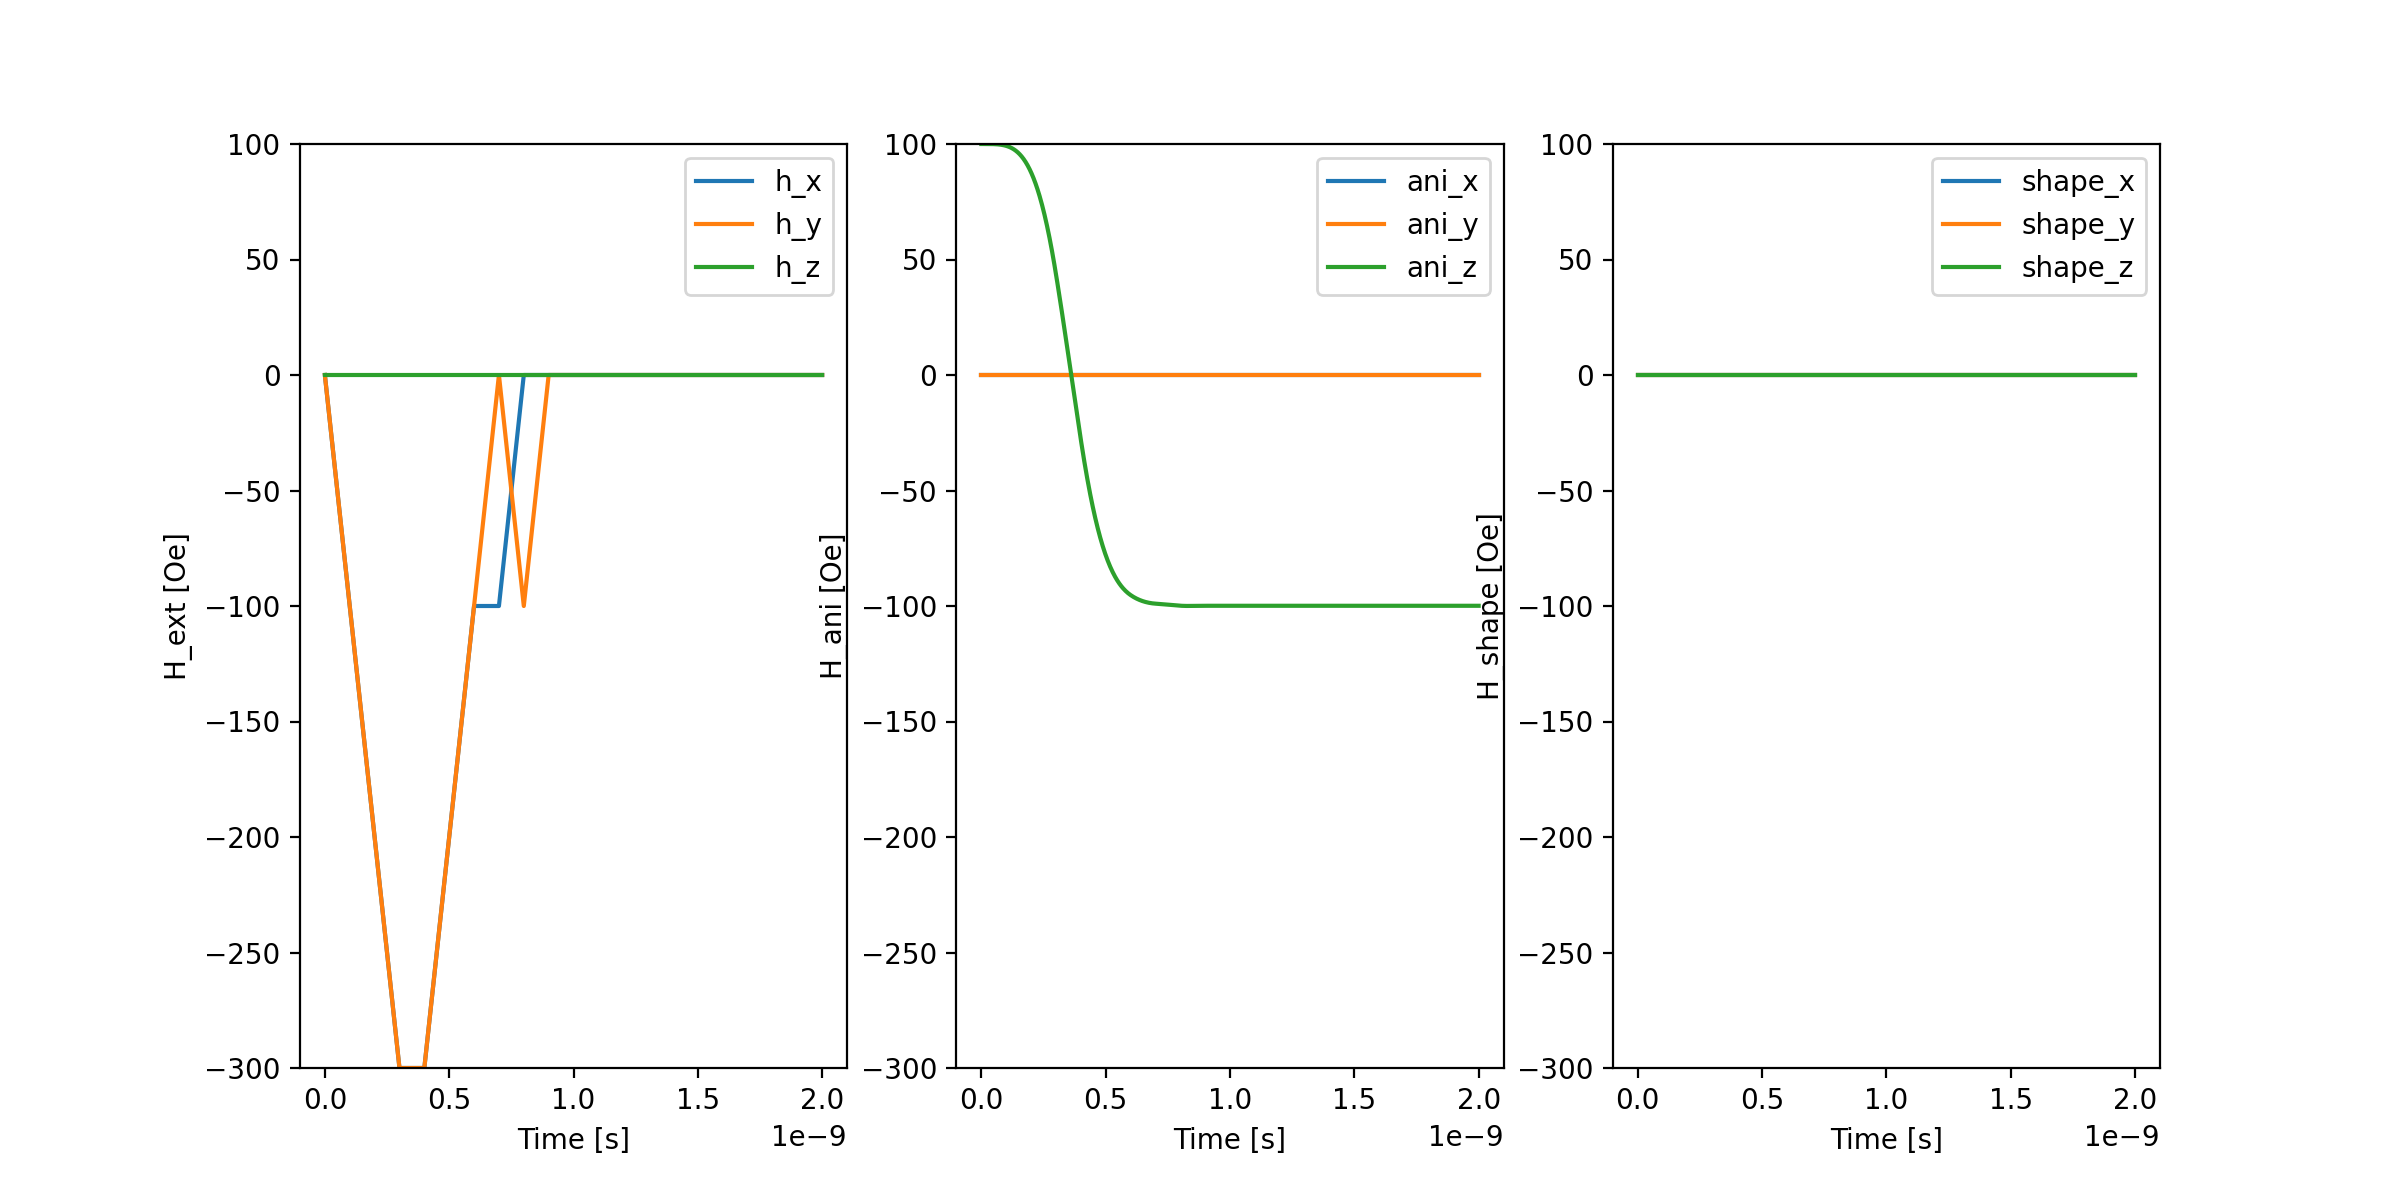 H_ext [Oe]
100
50
0
−50
−100
−150
−200
−250
−300
h_x
h_y
h_z
0.0 0.5 1.0 1.5 2.0
Time [s]
1e−9
H_ani [Oe]
100
50
0
−50
−100
−150
−200
−250
−300
ani_x
ani_y
ani_z
0.0 0.5 1.0 1.5 2.0
Time [s]
1e−9
H_shape [Oe]
100
50
0
−50
−100
−150
−200
−250
−300
shape_x
shape_y
shape_z
0.0 0.5 1.0 1.5 2.0
Time [s]
1e−9